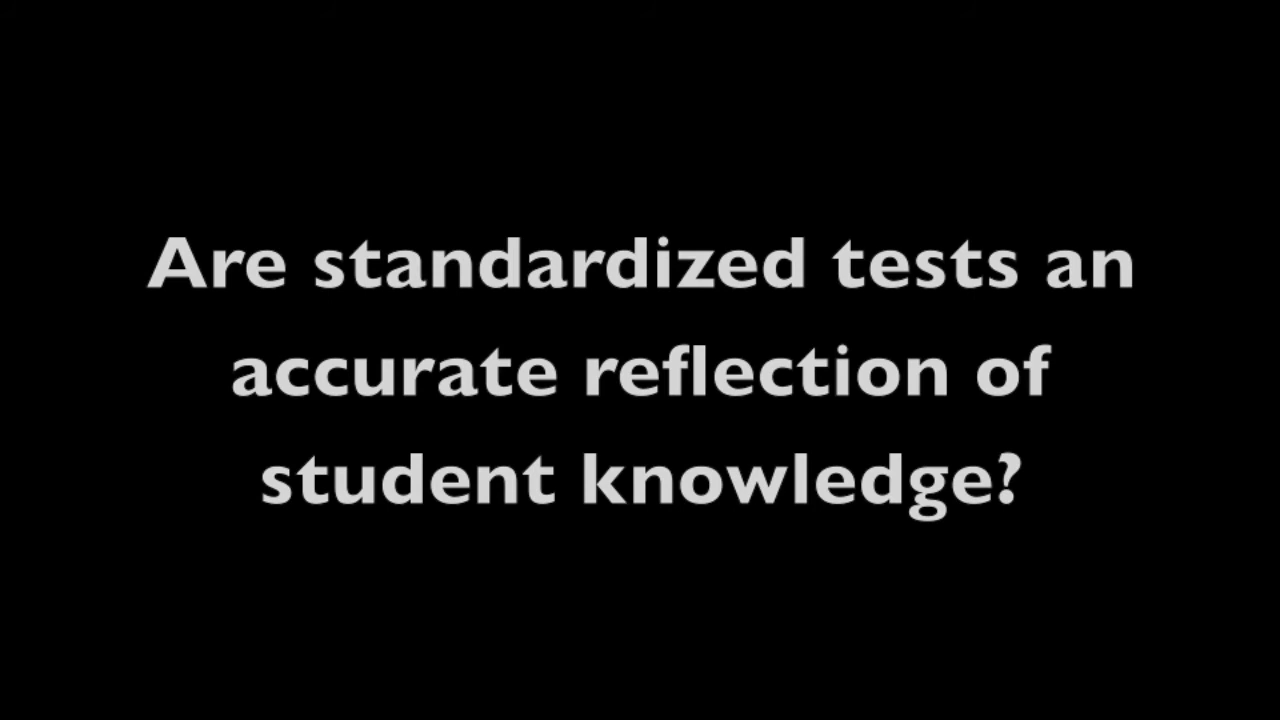 Are standardized tests an
accurate reflection of
student knowledge?